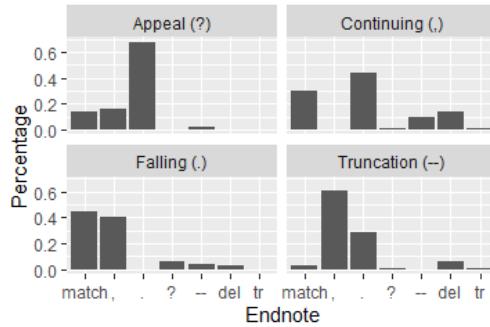 Appeal (?) Continuing (,)
0.6
0.4
0.2
0.0
Falling (.) Truncation (--)
0.6
0.4
0.2
0.0
Percentage
match , . ? -- del tr match , . ? -- del tr
Endnote